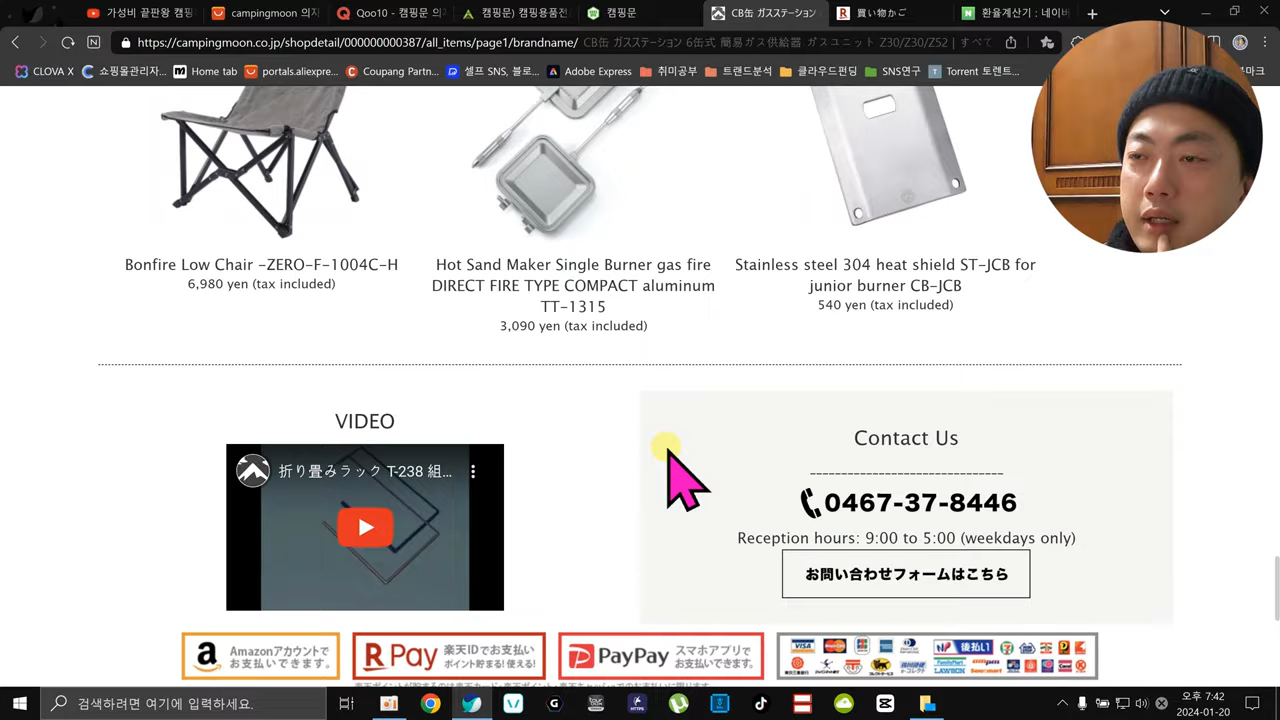 가성비 끝판왕 캠핑
campingmoon 의자
Qoo10 - 캠핑문 의
캠핑문) 캠핑용품전
캠핑문
CB缶 ガスステーション
買い物かご
환율계산기 : 네이버
https://campingmoon.co.jp/shopdetail/000000000387/all_items/page1/brandname/
CB缶 ガスステーション 6缶式 簡易ガス供給器 ガスユニット Z30/Z30/Z52 | すべて
CLOVA X
쇼핑몰관리자...
Home tab
portals.aliexpre...
Coupang Partn...
셀프 SNS, 블로...
Adobe Express
취미공부
트랜드분석
클라우드펀딩
SNS연구
Torrent 토렌트...
북마크
Bonfire Low Chair -ZERO-F-1004C-H
6,980 yen (tax included)
Hot Sand Maker Single Burner gas fire
DIRECT FIRE TYPE COMPACT aluminum
TT-1315
3,090 yen (tax included)
Stainless steel 304 heat shield ST-JCB for
junior burner CB-JCB
540 yen (tax included)
VIDEO
折り畳みラック T-238 組...
Contact Us
0467-37-8446
Reception hours: 9:00 to 5:00 (weekdays only)
お問い合わせフォームはこちら
Amazonアカウントで
お支払いできます。
R Pay
楽天IDでお支払い
ポイント貯まる!使える!
PayPay
スマホアプリで
お支払いできます。
VISA
後払い
FamilyMart
LAWSON
검색하려면 여기에 입력하십시오.
오후 7:42
2024-01-20